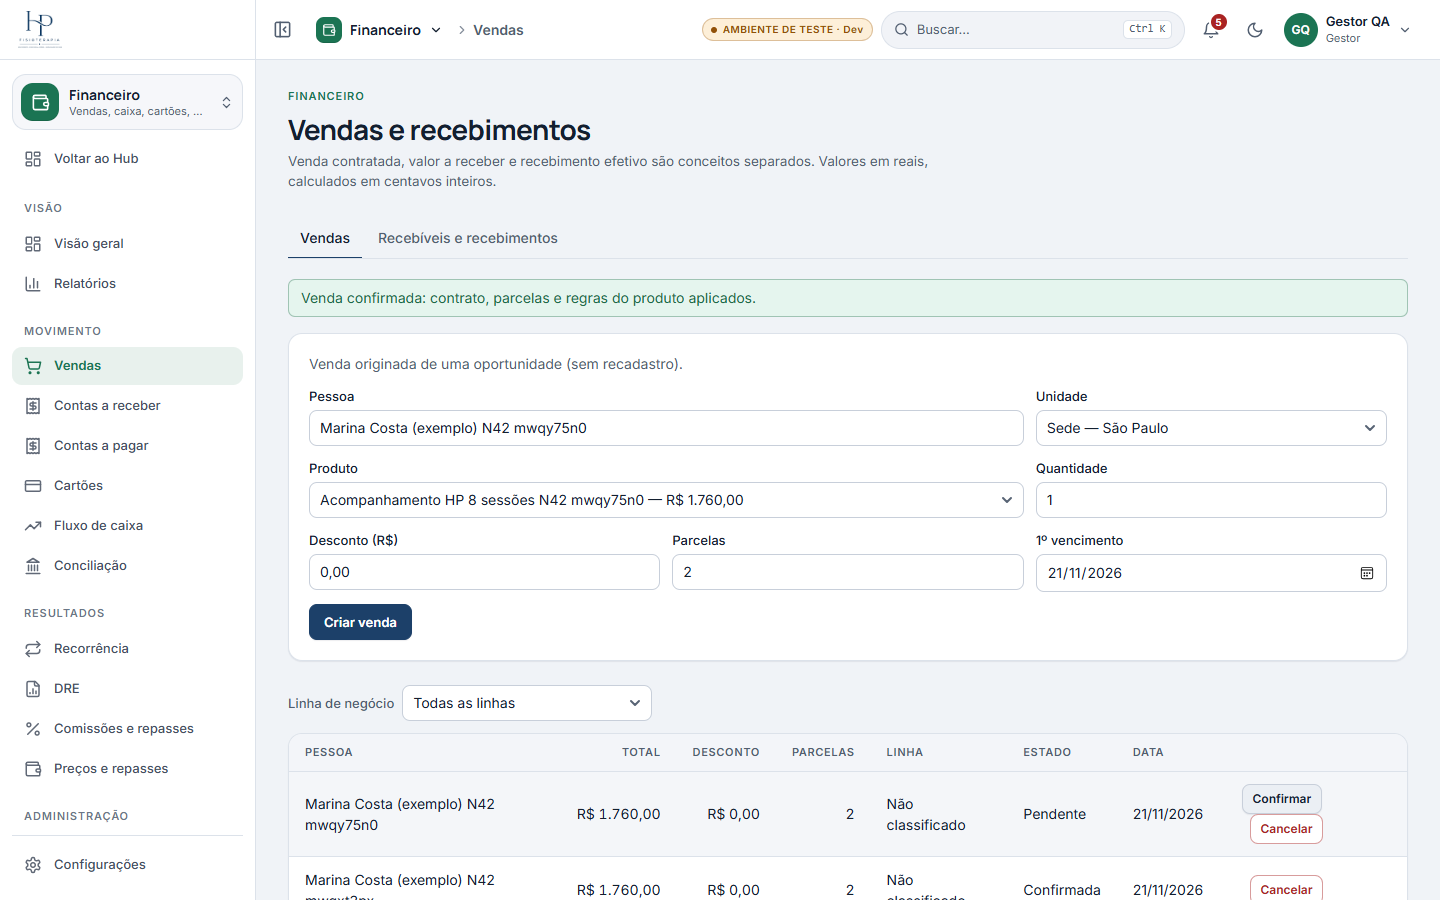 hp
FISIOTERAPIA
Financeiro
Vendas
AMBIENTE DE TESTE · Dev
Buscar...
Ctrl K
5
GQ
Gestor QA
Gestor
Financeiro
Vendas, caixa, cartões, ...
Voltar ao Hub
VISÃO
Visão geral
Relatórios
MOVIMENTO
Vendas
Contas a receber
Contas a pagar
Cartões
Fluxo de caixa
Conciliação
RESULTADOS
Recorrência
DRE
Comissões e repasses
Preços e repasses
ADMINISTRAÇÃO
Configurações
FINANCEIRO
Vendas e recebimentos
Venda contratada, valor a receber e recebimento efetivo são conceitos separados. Valores em reais,
calculados em centavos inteiros.
Vendas
Recebíveis e recebimentos
Venda confirmada: contrato, parcelas e regras do produto aplicados.
Venda originada de uma oportunidade (sem recadastro).
Pessoa
Unidade
Marina Costa (exemplo) N42 mwqy75n0
Sede — São Paulo
Produto
Quantidade
Acompanhamento HP 8 sessões N42 mwqy75n0 — R$ 1.760,00
1
Desconto (R$)
Parcelas
1º vencimento
0,00
2
21/11/2026
Criar venda
Linha de negócio
Todas as linhas
PESSOA TOTAL DESCONTO PARCELAS LINHA ESTADO DATA
Marina Costa (exemplo) N42
mwqy75n0
R$ 1.760,00
R$ 0,00
2
Não
classificado
Pendente
21/11/2026
Confirmar
Cancelar
Marina Costa (exemplo) N42
R$ 1.760,00
R$ 0,00
2
Não
classificado
Confirmada
21/11/2026
Cancelar